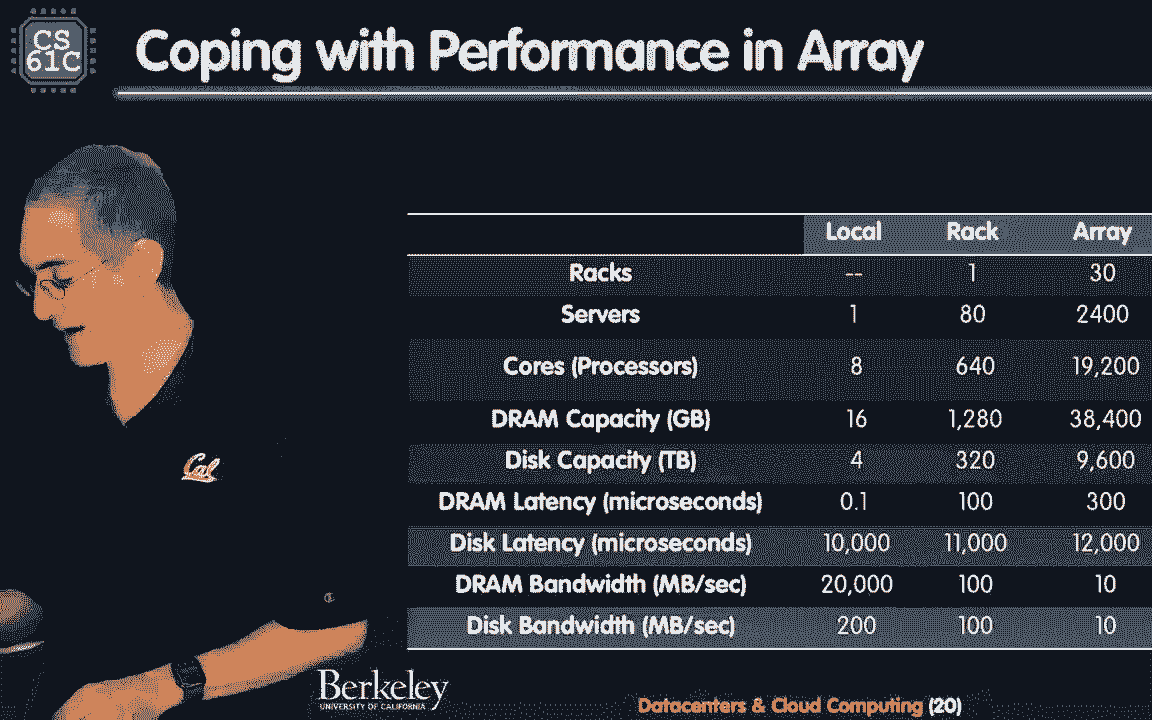 CS
61C
Coping with Performance in Array
Local Rack Array
Racks -- 1 30
Servers 1 80 2400
Cores (Processors) 8 640 19,200
DRAM Capacity (GB) 16 1,280 38,400
Disk Capacity (TB) 4 320 9,600
DRAM Latency (microseconds) 0.1 100 300
Disk Latency (microseconds) 10,000 11,000 12,000
DRAM Bandwidth (MB/sec) 20,000 100 10
Disk Bandwidth (MB/sec) 200 100 10
Cal
Berkeley
UNIVERSITY OF CALIFORNIA
Datacenters & Cloud Computing (20)